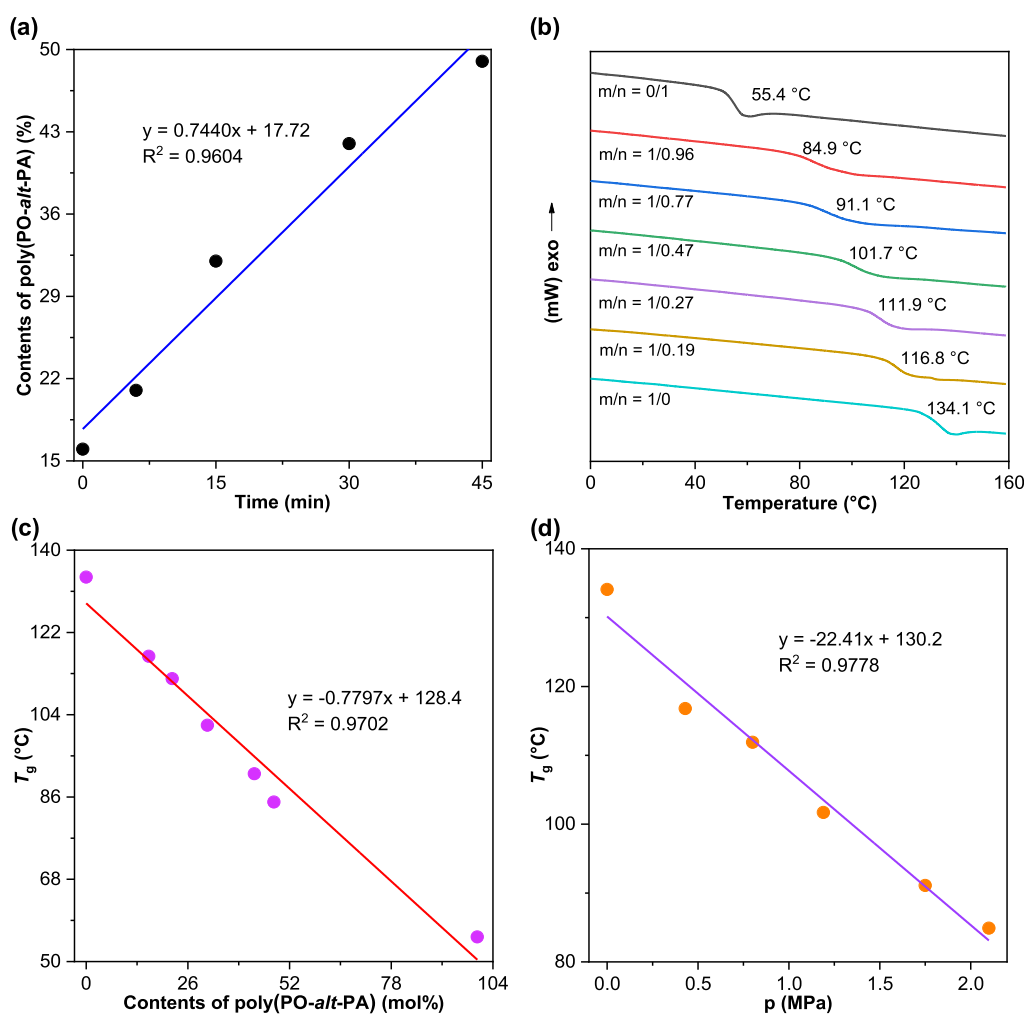 (a)
50
43
36
29
22
15
0
15
30
45
Contents of poly(PO-alt-PA) (%)
Time (min)
y = 0.7440x + 17.72
R² = 0.9604
(b)
m/n = 0/1
55.4 °C
m/n = 1/0.96
84.9 °C
m/n = 1/0.77
91.1 °C
m/n = 1/0.47
101.7 °C
m/n = 1/0.27
111.9 °C
m/n = 1/0.19
116.8 °C
m/n = 1/0
134.1 °C
(mW) exo →
0
40
80
120
160
Temperature (°C)
(c)
140
122
104
86
68
50
0
26
52
78
104
Tg (°C)
Contents of poly(PO-alt-PA) (mol%)
y = -0.7797x + 128.4
R² = 0.9702
(d)
140
120
100
80
0.0
0.5
1.0
1.5
2.0
Tg (°C)
p (MPa)
y = -22.41x + 130.2
R² = 0.9778